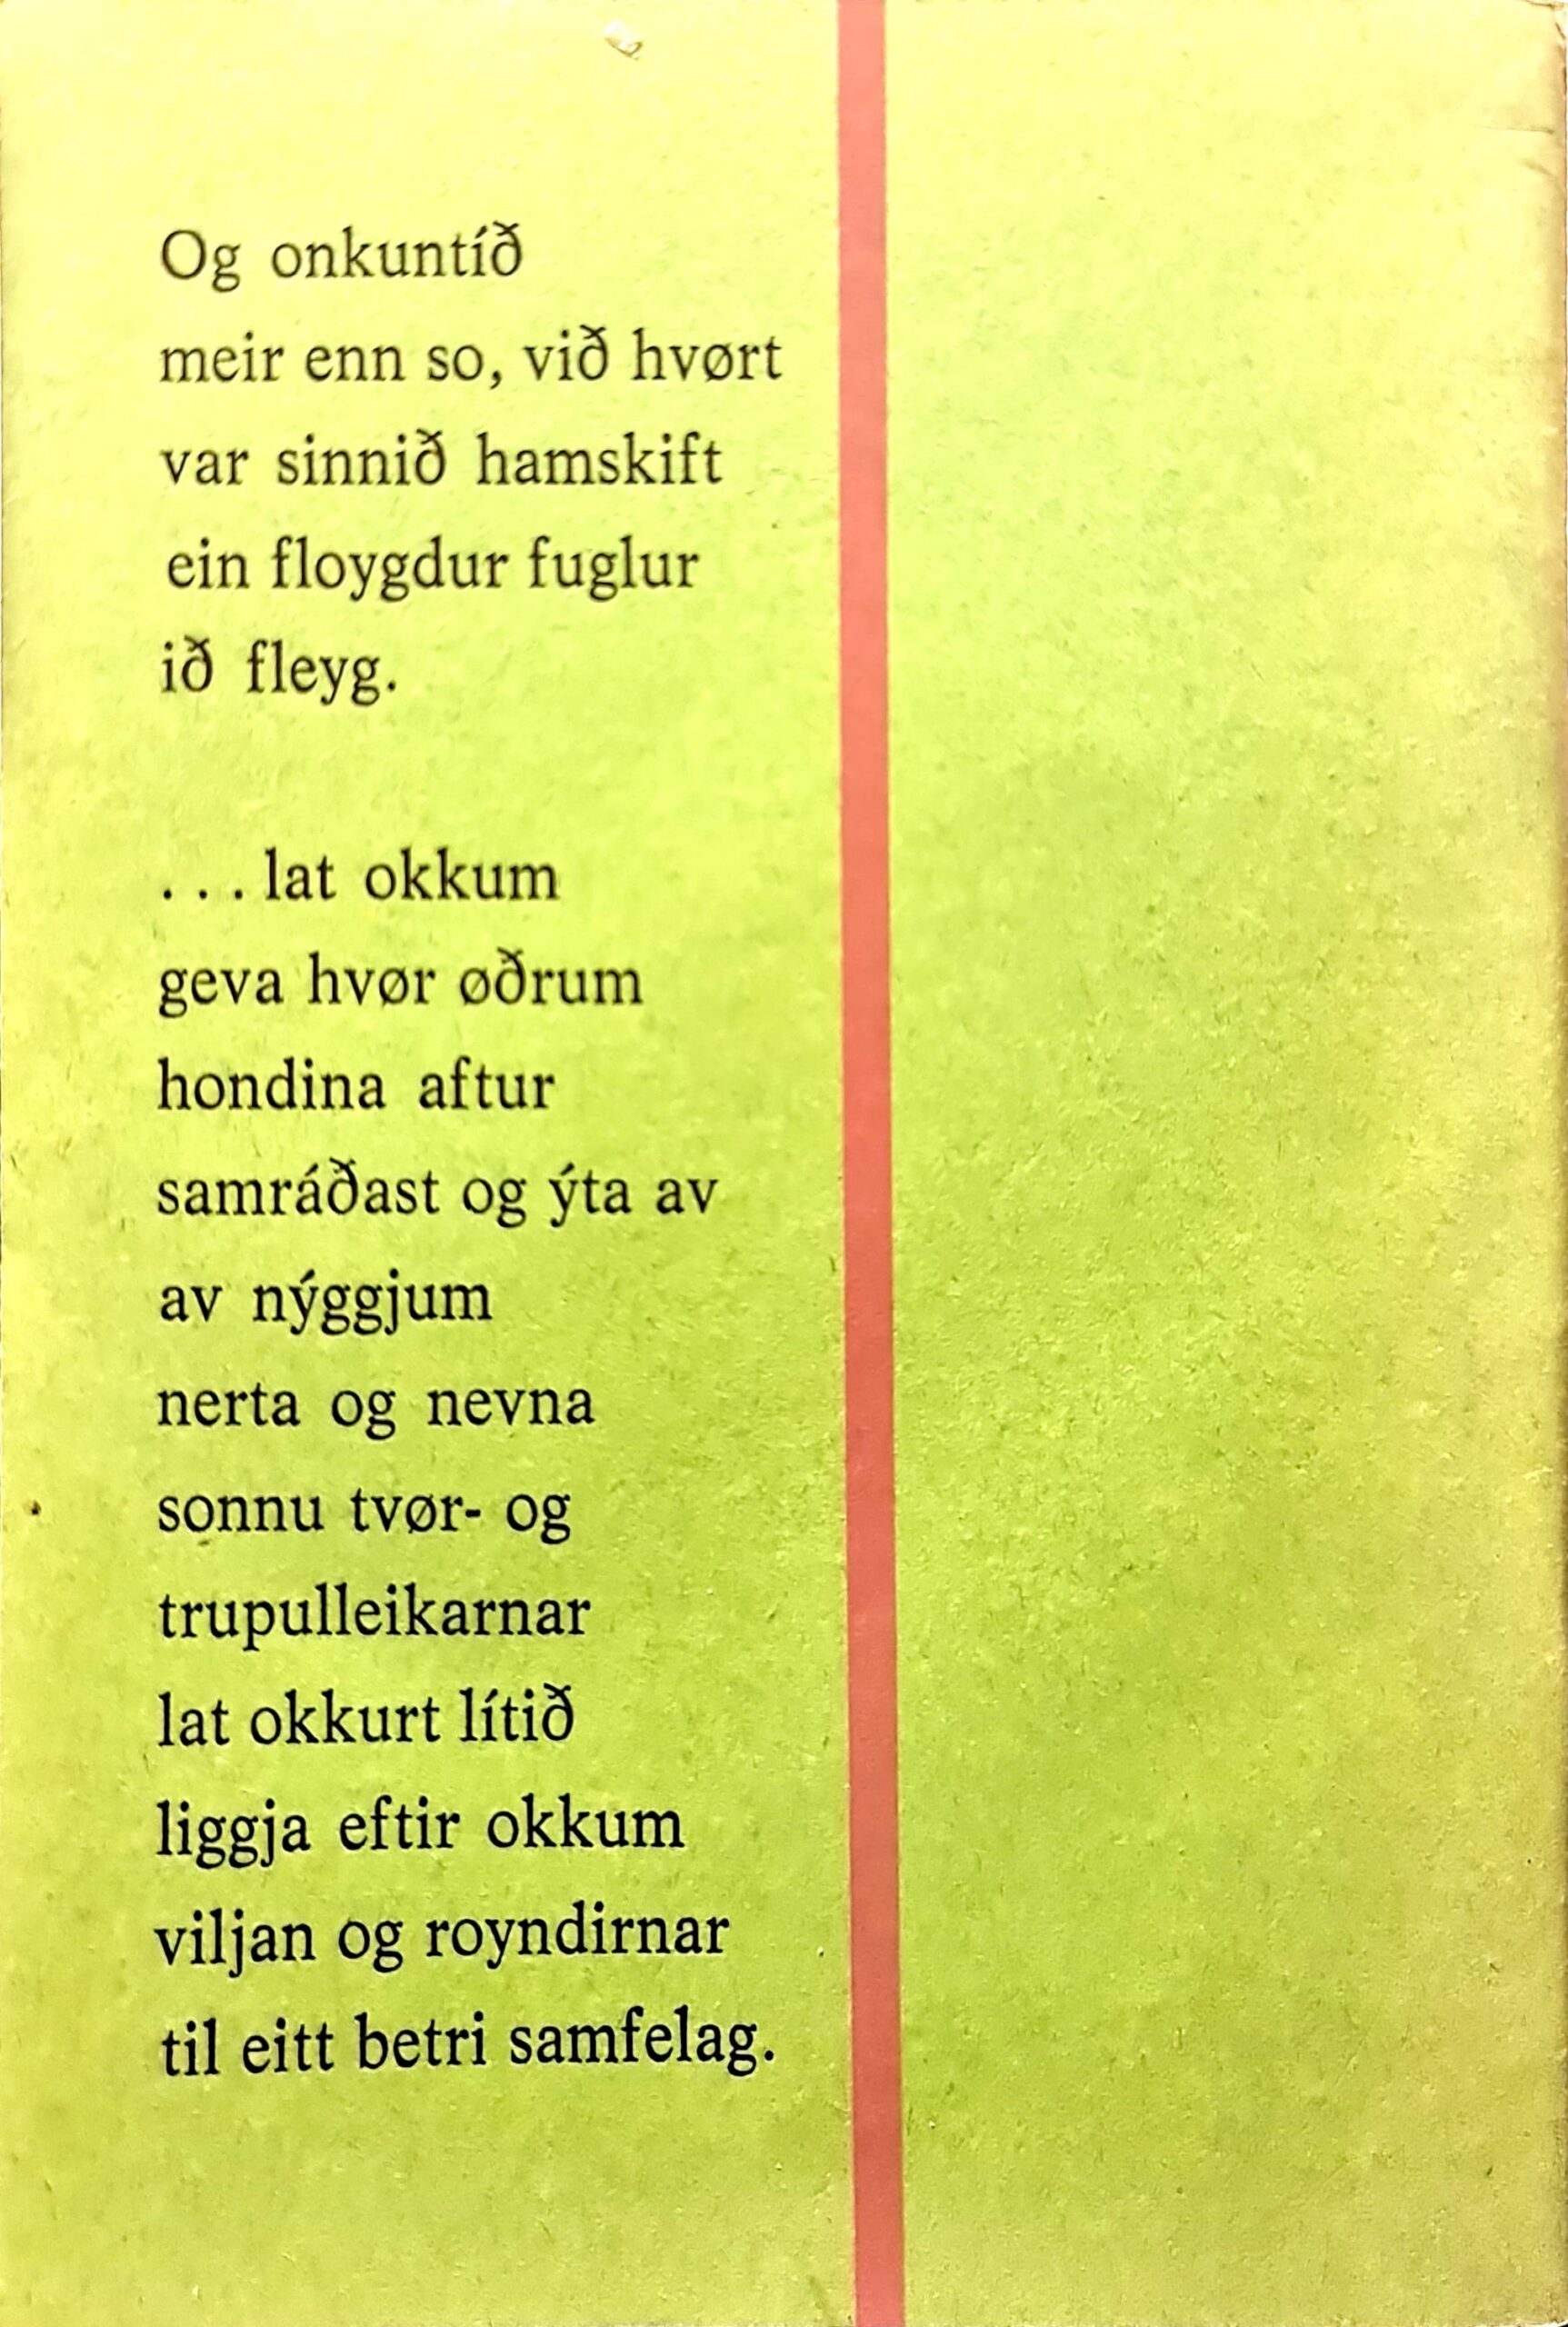 Og onkuntíð
meir enn so, við hvørt
var sinnið hamskift
ein floygdur fuglur
ið fleyg.
. . . lat okkum
geva hvør øðrum
hondina aftur
samráðast og ýta av
av nýggjum
nerta og nevna
sonnu tvør- og
trupulleikarnar
lat okkurt lítið
liggja eftir okkum
viljan og royndirnar
til eitt betri samfelag.